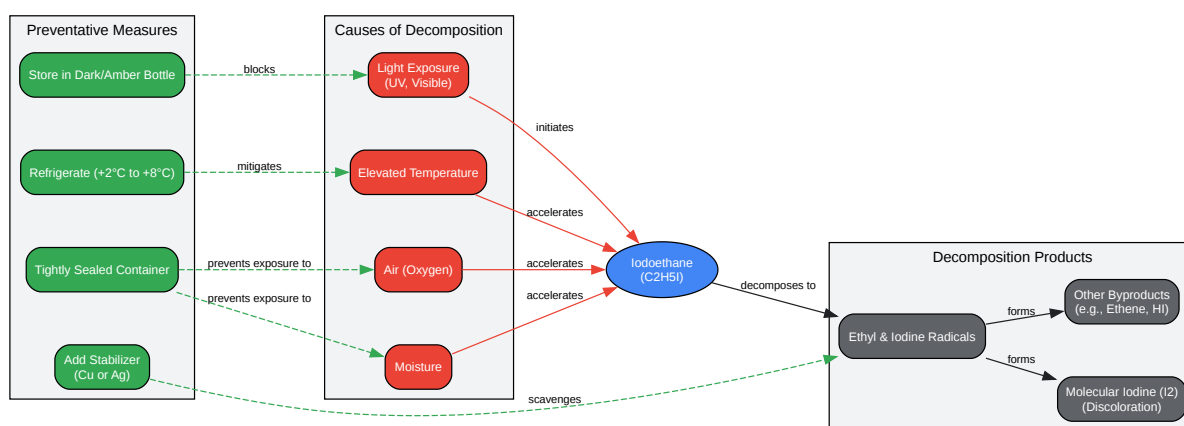 Preventative Measures
Store in Dark/Amber Bottle
Refrigerate (+2°C to +8°C)
Tightly Sealed Container
Add Stabilizer
(Cu or Ag)
blocks
mitigates
prevents exposure to
prevents exposure to
scavenges
Causes of Decomposition
Light Exposure
(UV, Visible)
Elevated Temperature
Air (Oxygen)
Moisture
initiates
accelerates
accelerates
accelerates
Iodoethane
(C2H5I)
decomposes to
Decomposition Products
Ethyl & Iodine Radicals
forms
forms
Other Byproducts
(e.g., Ethene, HI)
Molecular Iodine (I2)
(Discoloration)